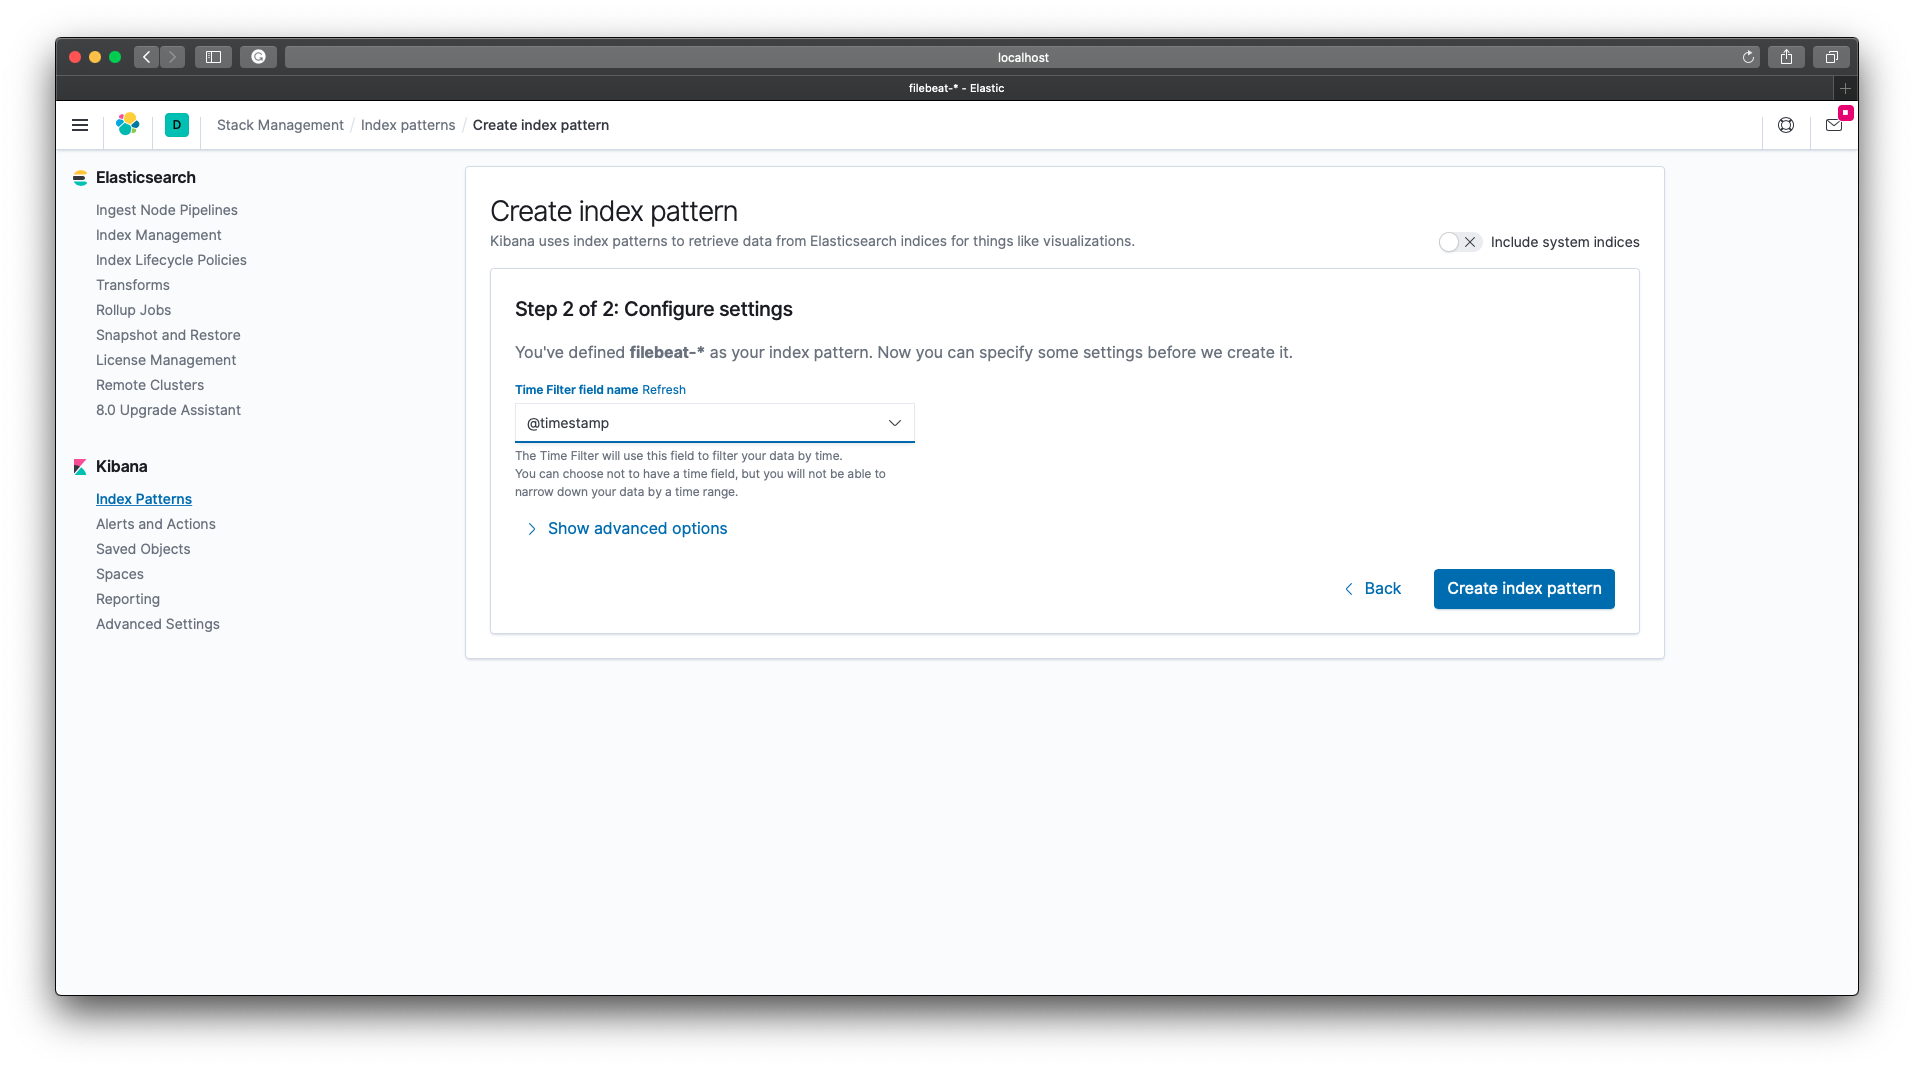 localhost
filebeat-* - Elastic
D
Stack Management / Index patterns / Create index pattern
Elasticsearch
Ingest Node Pipelines
Index Management
Index Lifecycle Policies
Transforms
Rollup Jobs
Snapshot and Restore
License Management
Remote Clusters
8.0 Upgrade Assistant
Kibana
Index Patterns
Alerts and Actions
Saved Objects
Spaces
Reporting
Advanced Settings
Create index pattern
Kibana uses index patterns to retrieve data from Elasticsearch indices for things like visualizations.
Include system indices
Step 2 of 2: Configure settings
You've defined filebeat-* as your index pattern. Now you can specify some settings before we create it.
Time Filter field name Refresh
@timestamp
The Time Filter will use this field to filter your data by time.
You can choose not to have a time field, but you will not be able to
narrow down your data by a time range.
Show advanced options
Back
Create index pattern